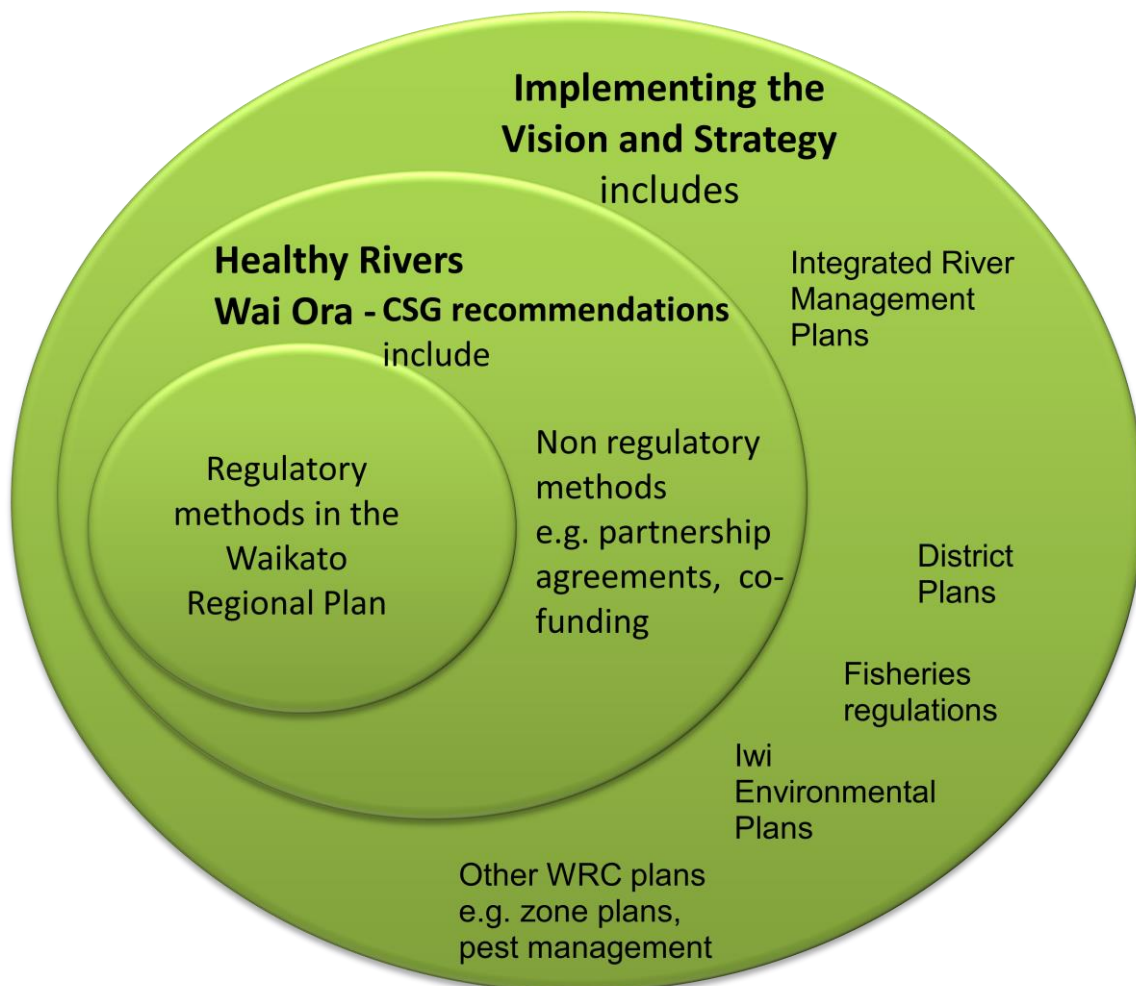 Implementing the
Vision and Strategy
includes
Healthy Rivers
Wai Ora - CSG recommendations
include
Regulatory
methods in the
Waikato
Regional Plan
Non regulatory
methods
e.g. partnership
agreements, co-
funding
Integrated River
Management
Plans
District
Plans
Fisheries
regulations
Iwi
Environmental
Plans
Other WRC plans
e.g. zone plans,
pest management